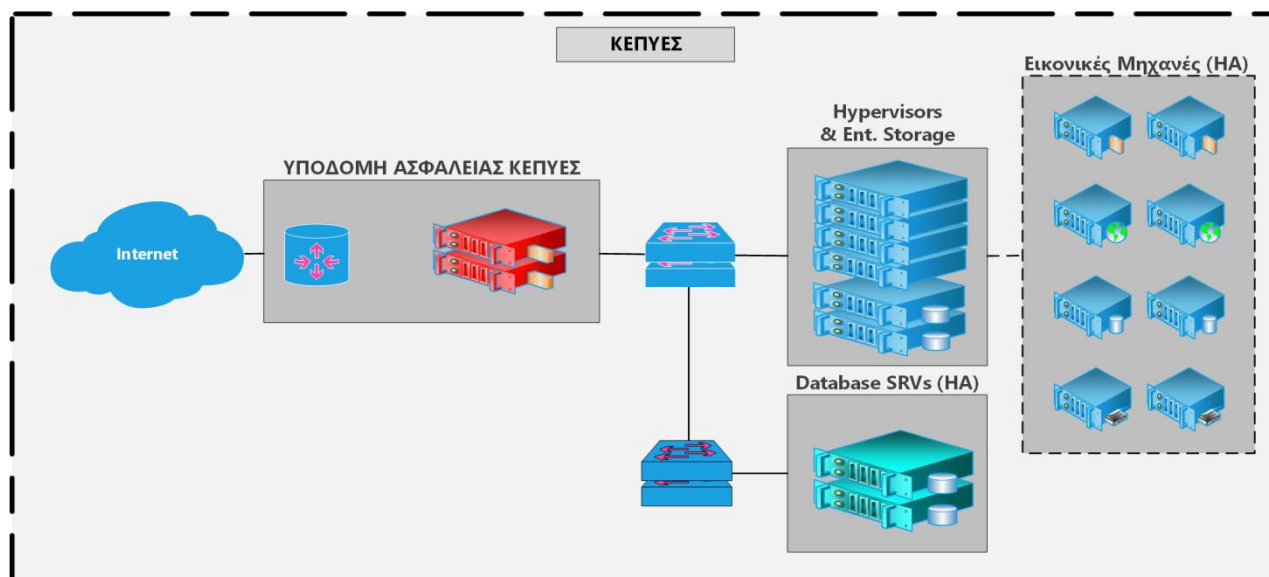 ΚΕΠΥΕΣ
Εικονικές Μηχανές (HA)
Hypervisors
& Ent. Storage
ΥΠΟΔΟΜΗ ΑΣΦΑΛΕΙΑΣ ΚΕΠΥΕΣ
Internet
Database SRVs (HA)